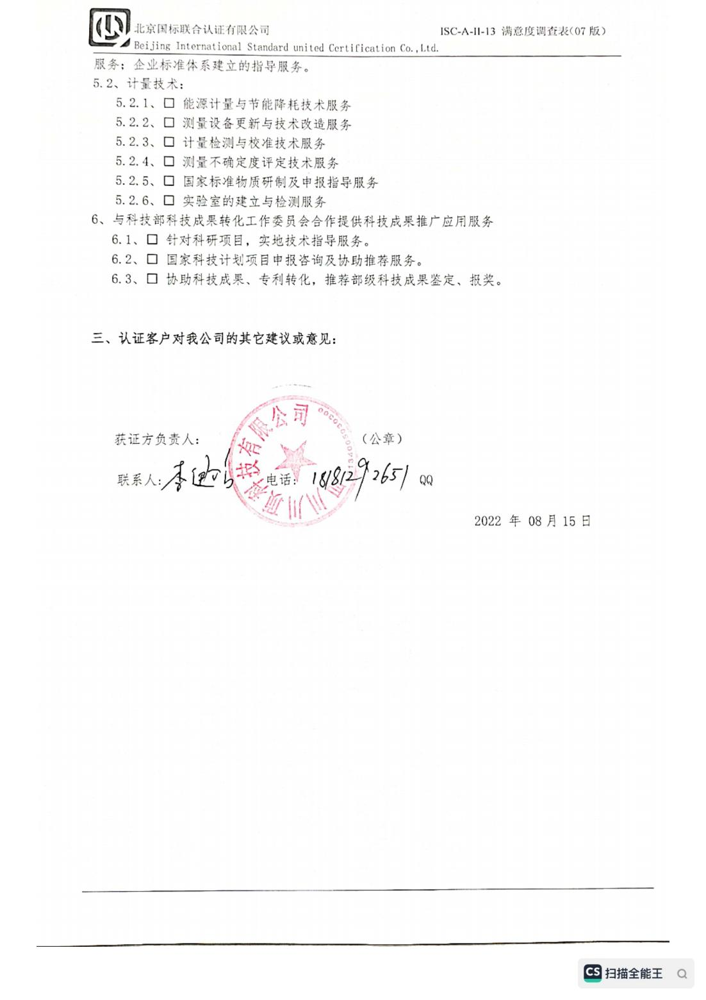 北京国标联合认证有限公司
ISC-A-II-13 满意度调查表(07 版)
Beijing International Standard united Certification Co.,Ltd.
服务; 企业标准体系建立的指导服务。
5.2、计量技术:
5.2.1、☐ 能源计量与节能降耗技术服务
5.2.2、☐ 测量设备更新与技术改造服务
5.2.3、☐ 计量检测与校准技术服务
5.2.4、☐ 测量不确定度评定技术服务
5.2.5、☐ 国家标准物质研制及申报指导服务
5.2.6、☐ 实验室的建立与检测服务
6、与科技部科技成果转化工作委员会合作提供科技成果推广应用服务
6.1、☐ 针对科研项目, 实地技术指导服务。
6.2、☐ 国家科技计划项目申报咨询及协助推荐服务。
6.3、☐ 协助科技成果、专利转化, 推荐部级科技成果鉴定、报奖。
三、认证客户对我公司的其它建议或意见:
四川川顶科技有限公司
获证方负责人:
(公章)
联系人: 李 电话: 18181292651 QQ
2022 年 08 月 15 日
CS 扫描全能王